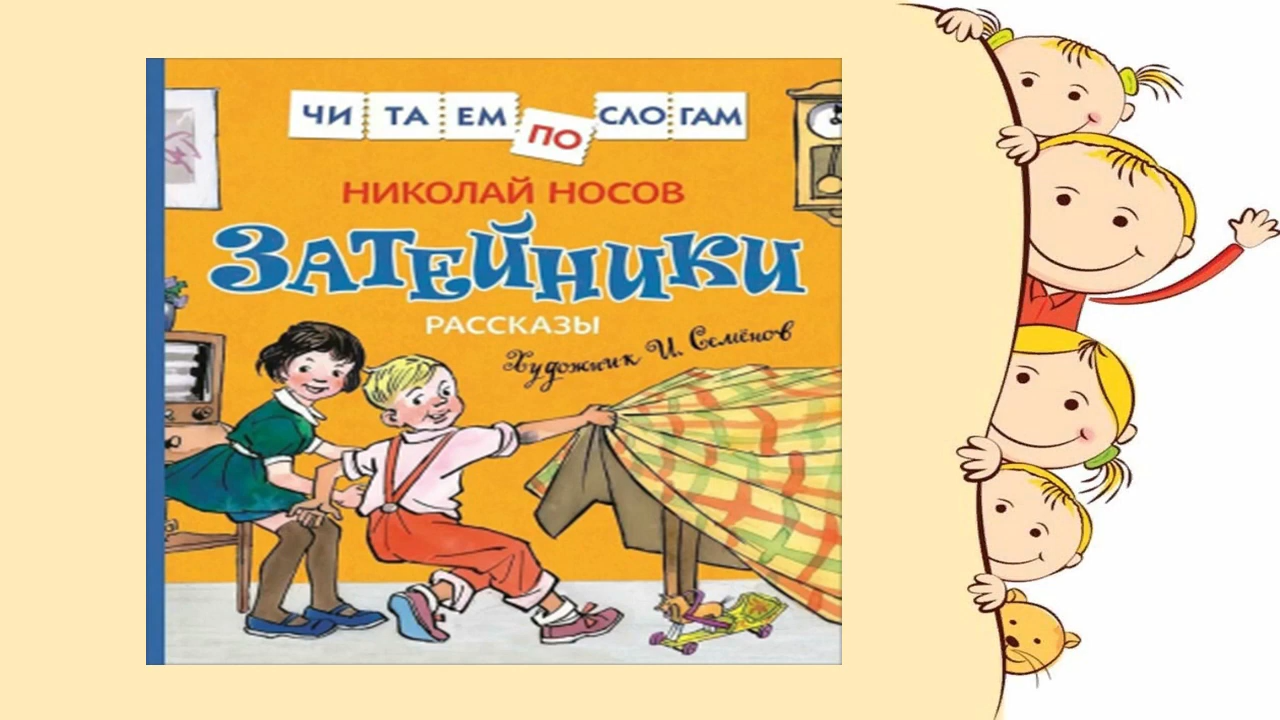 ЧИ ТА ЕМ ПО СЛО ГАМ
НИКОЛАЙ НОСОВ
ЗАТЕЙНИКИ
РАССКАЗЫ
Художник И. Семёнов